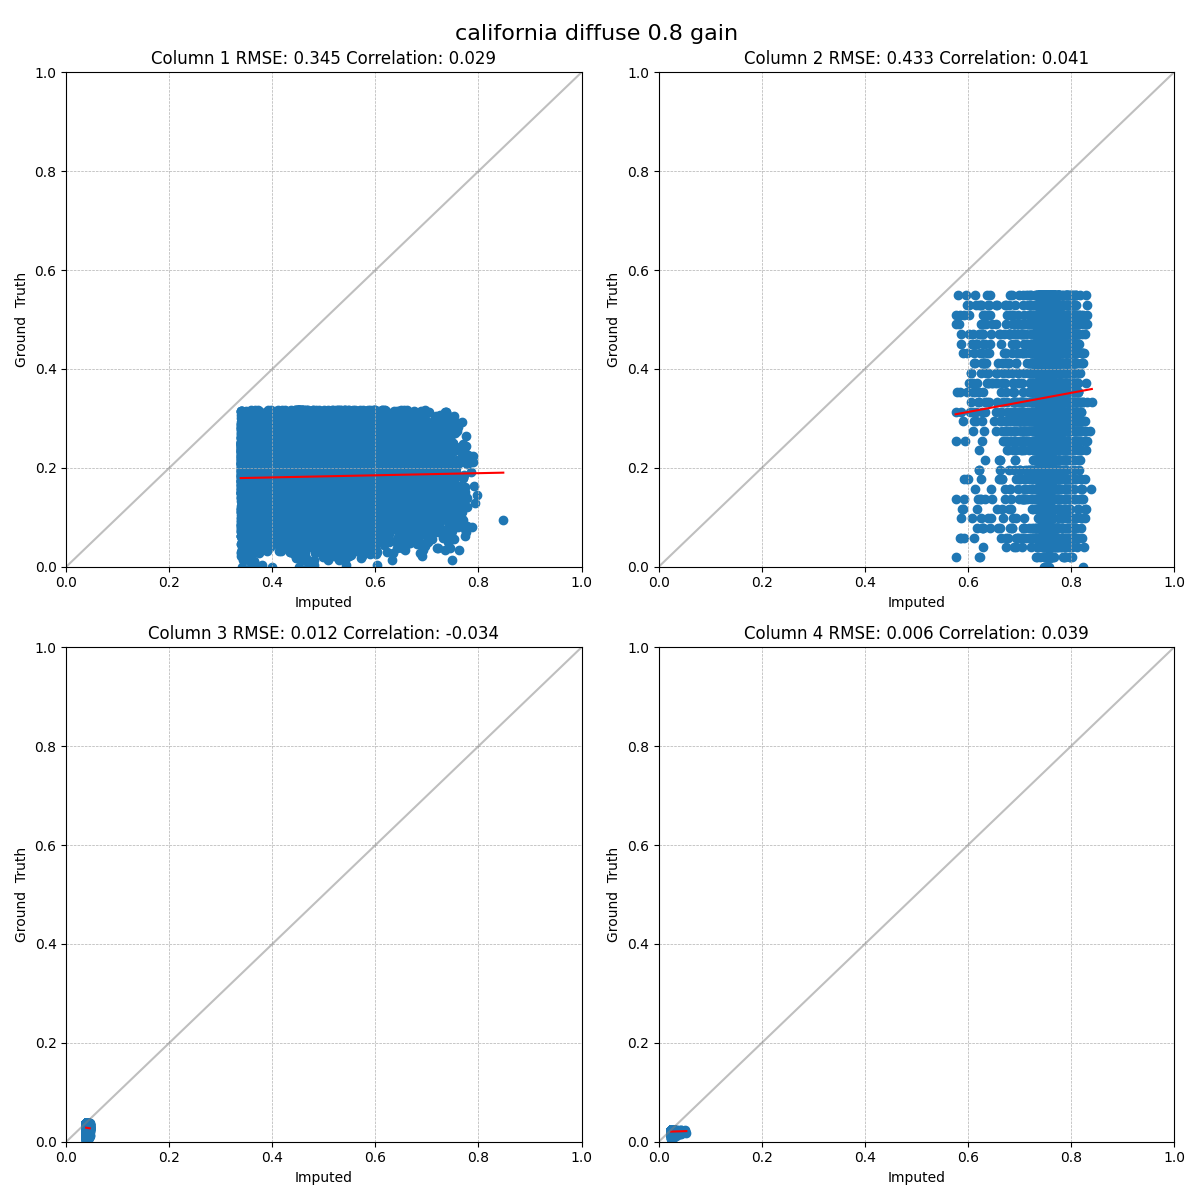 california diffuse 0.8 gain
Column 1 RMSE: 0.345 Correlation: 0.029
1.0
0.8
0.6
0.4
0.2
0.0
Ground Truth
0.0 0.2 0.4 0.6 0.8 1.0
Imputed
Column 2 RMSE: 0.433 Correlation: 0.041
1.0
0.8
0.6
0.4
0.2
0.0
Ground Truth
0.0 0.2 0.4 0.6 0.8 1.0
Imputed
Column 3 RMSE: 0.012 Correlation: -0.034
1.0
0.8
0.6
0.4
0.2
0.0
Ground Truth
0.0 0.2 0.4 0.6 0.8 1.0
Imputed
Column 4 RMSE: 0.006 Correlation: 0.039
1.0
0.8
0.6
0.4
0.2
0.0
Ground Truth
0.0 0.2 0.4 0.6 0.8 1.0
Imputed